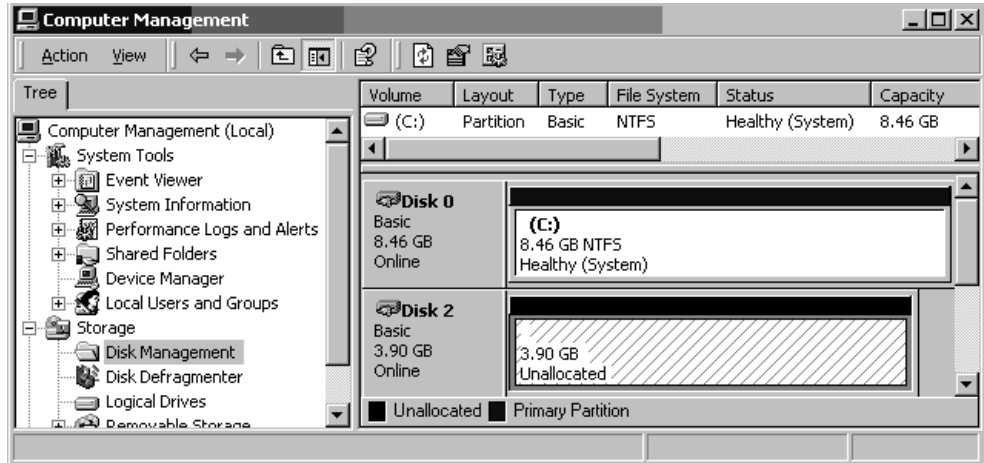 Computer Management
Action View
Tree
Computer Management (Local)
System Tools
Event Viewer
System Information
Performance Logs and Alerts
Shared Folders
Device Manager
Local Users and Groups
Storage
Disk Management
Disk Defragmenter
Logical Drives
Removable Storage
Volume Layout Type File System Status Capacity
(C:) Partition Basic NTFS Healthy (System) 8.46 GB
Disk 0
Basic
8.46 GB
Online
(C:)
8.46 GB NTFS
Healthy (System)
Disk 2
Basic
3.90 GB
Online
3.90 GB
Unallocated
Unallocated Primary Partition